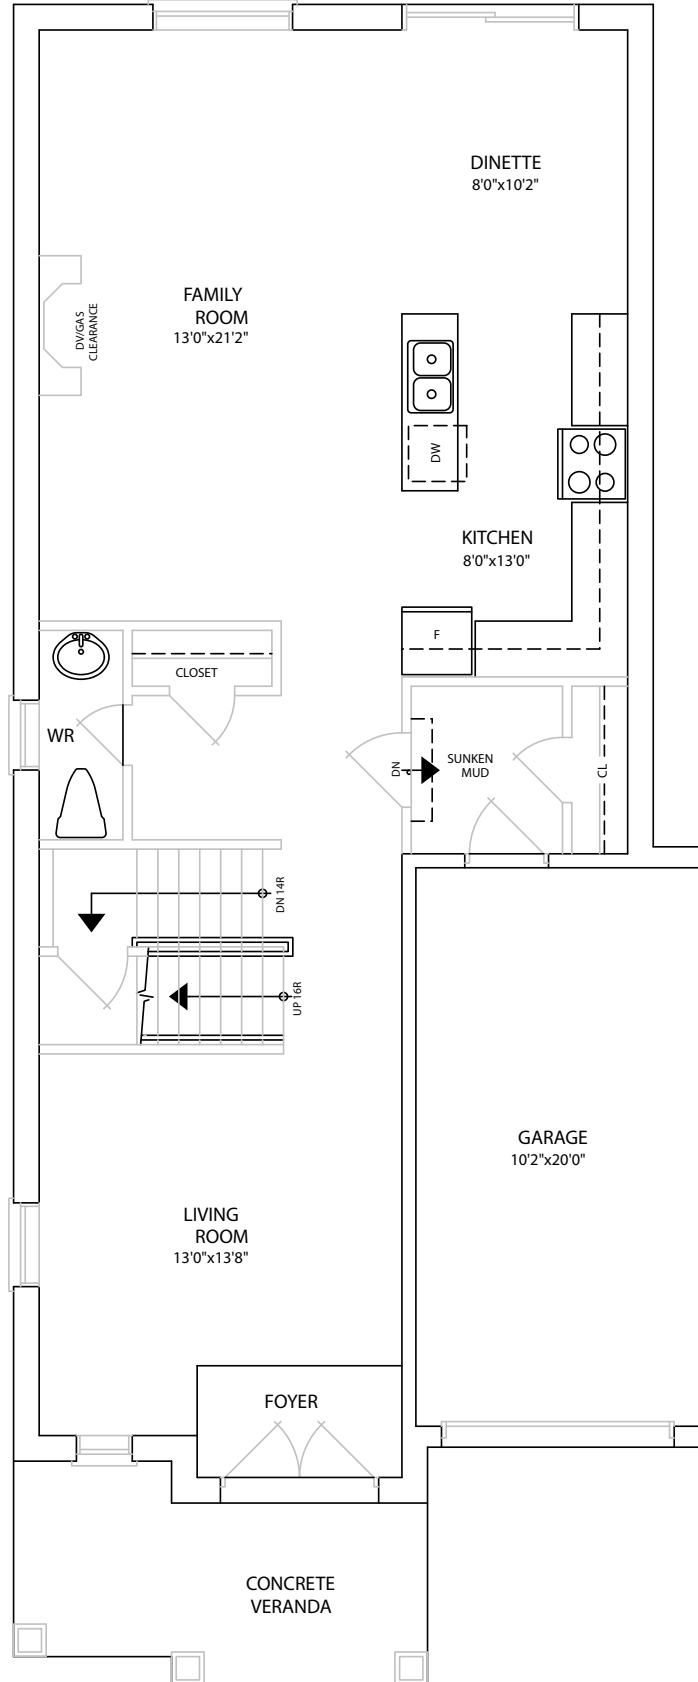 DINETTE
8'0"x10'2"
FAMILY
ROOM
13'0"x21'2"
DV/GAS
CLEARANCE
DW
KITCHEN
8'0"x13'0"
F
CLOSET
WR
DN
SUNKEN
MUD
CL
DN 14R
UP 16R
GARAGE
10'2"x20'0"
LIVING
ROOM
13'0"x13'8"
FOYER
CONCRETE
VERANDA